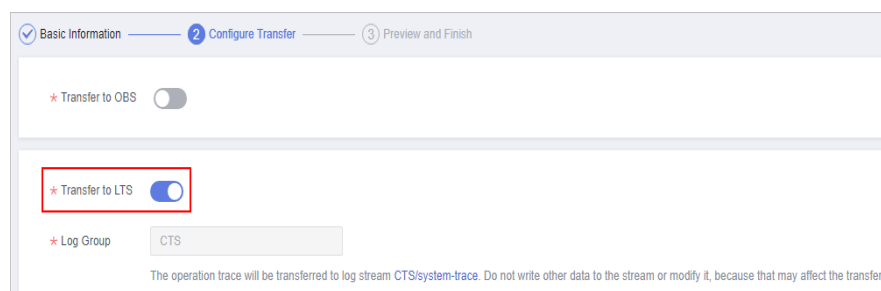 Basic Information 2 Configure Transfer 3 Preview and Finish
* Transfer to OBS
* Transfer to LTS
* Log Group CTS
The operation trace will be transferred to log stream CTS/system-trace. Do not write other data to the stream or modify it, because that may affect the transfer